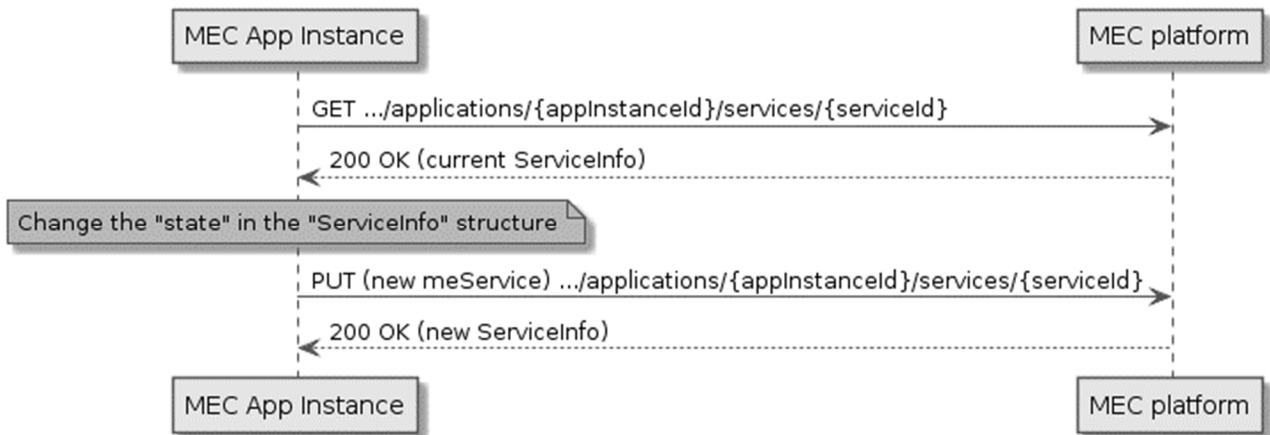 MEC App Instance
MEC platform
GET .../applications/{appInstanceId}/services/{serviceId}
200 OK (current ServiceInfo)
Change the "state" in the "ServiceInfo" structure
PUT (new meService) .../applications/{appInstanceId}/services/{serviceId}
200 OK (new ServiceInfo)
MEC App Instance
MEC platform